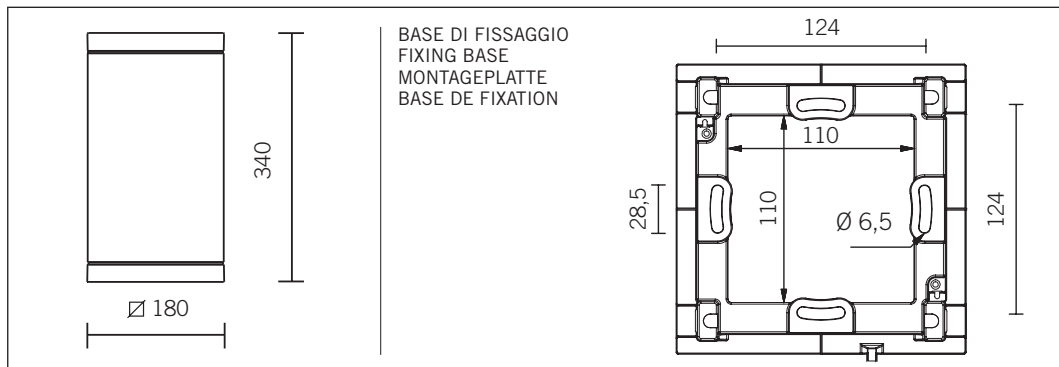 340
⍁ 180
BASE DI FISSAGGIO
FIXING BASE
MONTAGEPLATTE
BASE DE FIXATION
124
110
110
28,5
Ø 6,5
124